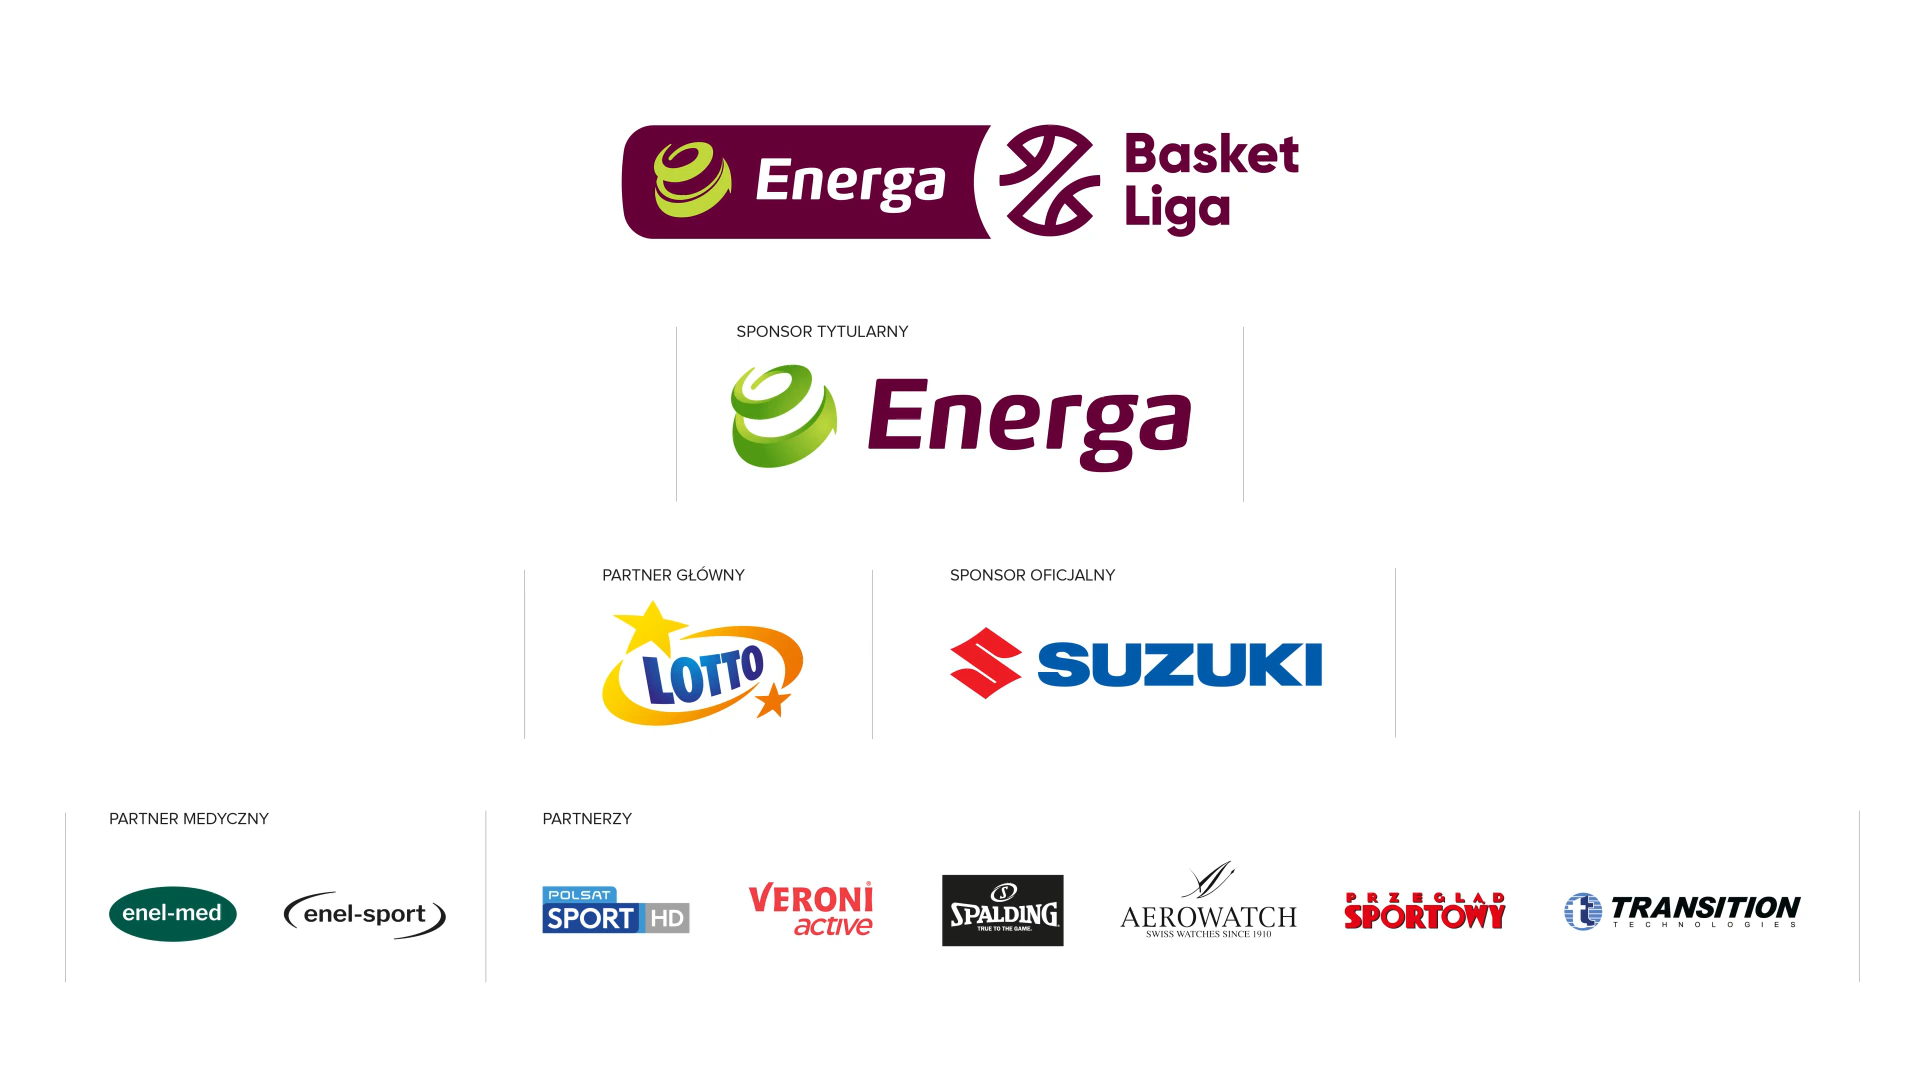 Energa
Basket
Liga
SPONSOR TYTULARNY
Energa
PARTNER GŁÓWNY
SPONSOR OFICJALNY
LOTTO
SUZUKI
PARTNER MEDYCZNY
PARTNERZY
enel-med
enel-sport
POLSAT
SPORT HD
VERONI®
active
SPALDING
TRUE TO THE GAME.
AEROWATCH
SWISS WATCHES SINCE 1910
PRZEGLĄD
SPORTOWY
t TRANSITION
TECHNOLOGIES